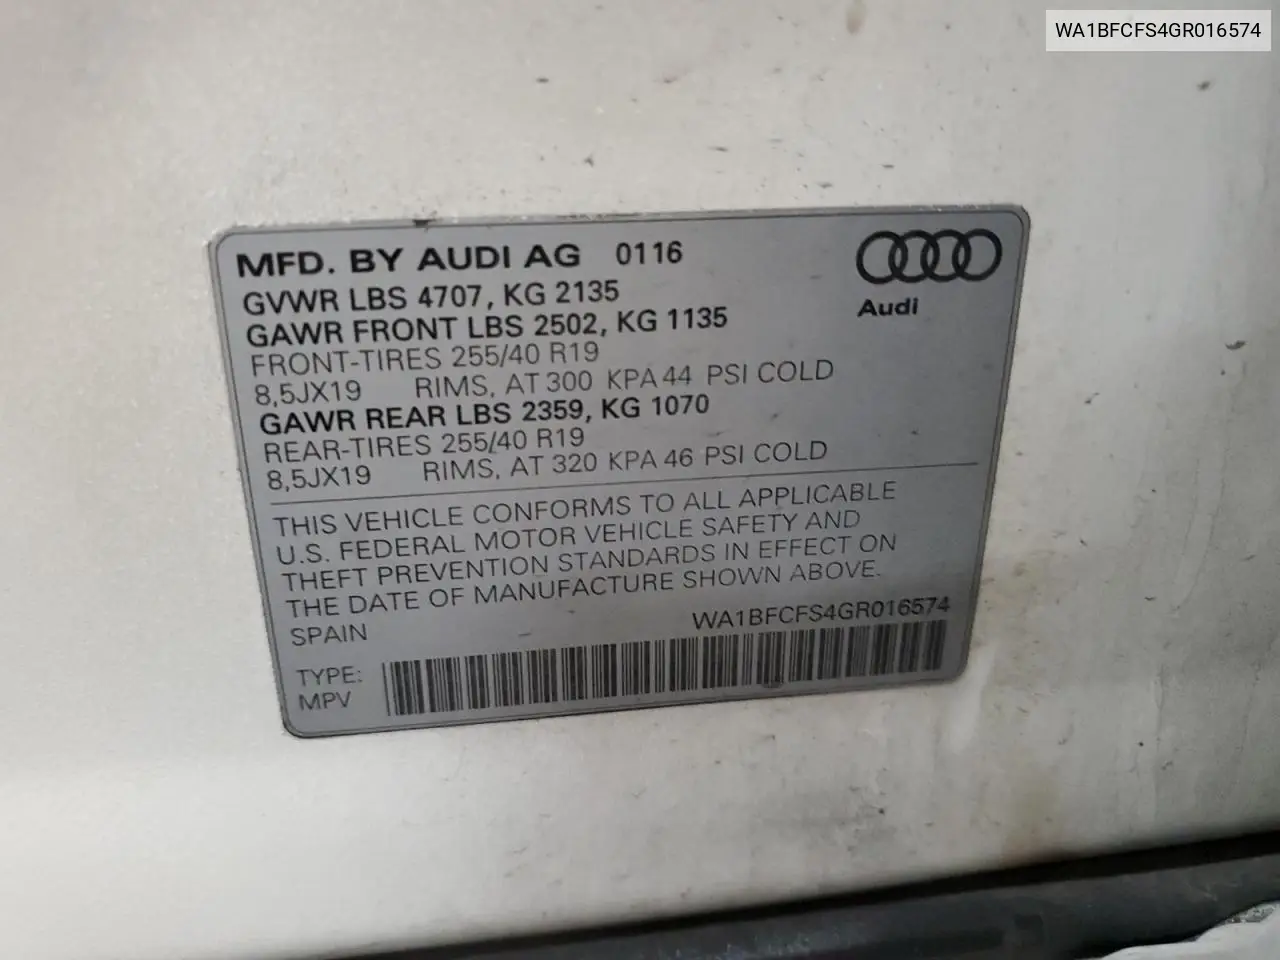 WA1BFCFS4GR016574
MFD. BY AUDI AG 0116
Audi
GVWR LBS 4707, KG 2135
GAWR FRONT LBS 2502, KG 1135
FRONT-TIRES 255/40 R19
8,5JX19 RIMS, AT 300 KPA 44 PSI COLD
GAWR REAR LBS 2359, KG 1070
REAR-TIRES 255/40 R19
8,5JX19 RIMS, AT 320 KPA 46 PSI COLD
THIS VEHICLE CONFORMS TO ALL APPLICABLE
U.S. FEDERAL MOTOR VEHICLE SAFETY AND
THEFT PREVENTION STANDARDS IN EFFECT ON
THE DATE OF MANUFACTURE SHOWN ABOVE.
SPAIN WA1BFCFS4GR016574
TYPE:
MPV